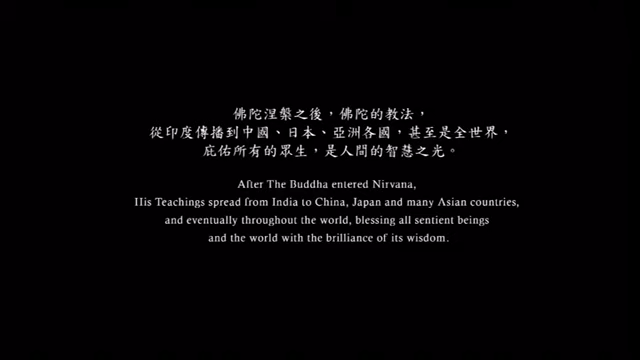 佛陀涅槃之後，佛陀的教法，
從印度傳播到中國、日本、亞洲各國，甚至是全世界，
庇佑所有的眾生，是人間的智慧之光。
After The Buddha entered Nirvana,
His Teachings spread from India to China, Japan and many Asian countries,
and eventually throughout the world, blessing all sentient beings
and the world with the brilliance of its wisdom.